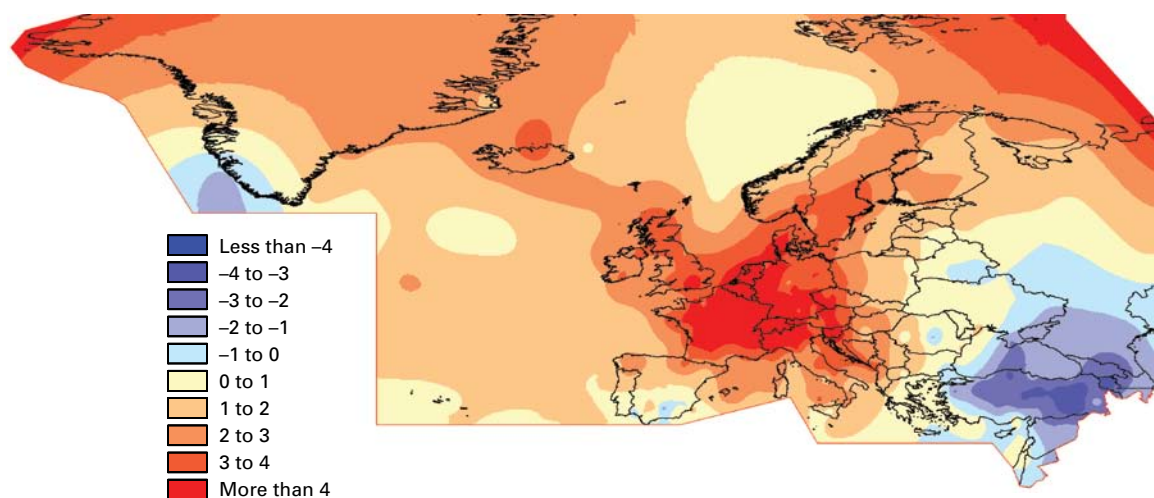 Less than –4
–4 to –3
–3 to –2
–2 to –1
–1 to 0
0 to 1
1 to 2
2 to 3
3 to 4
More than 4